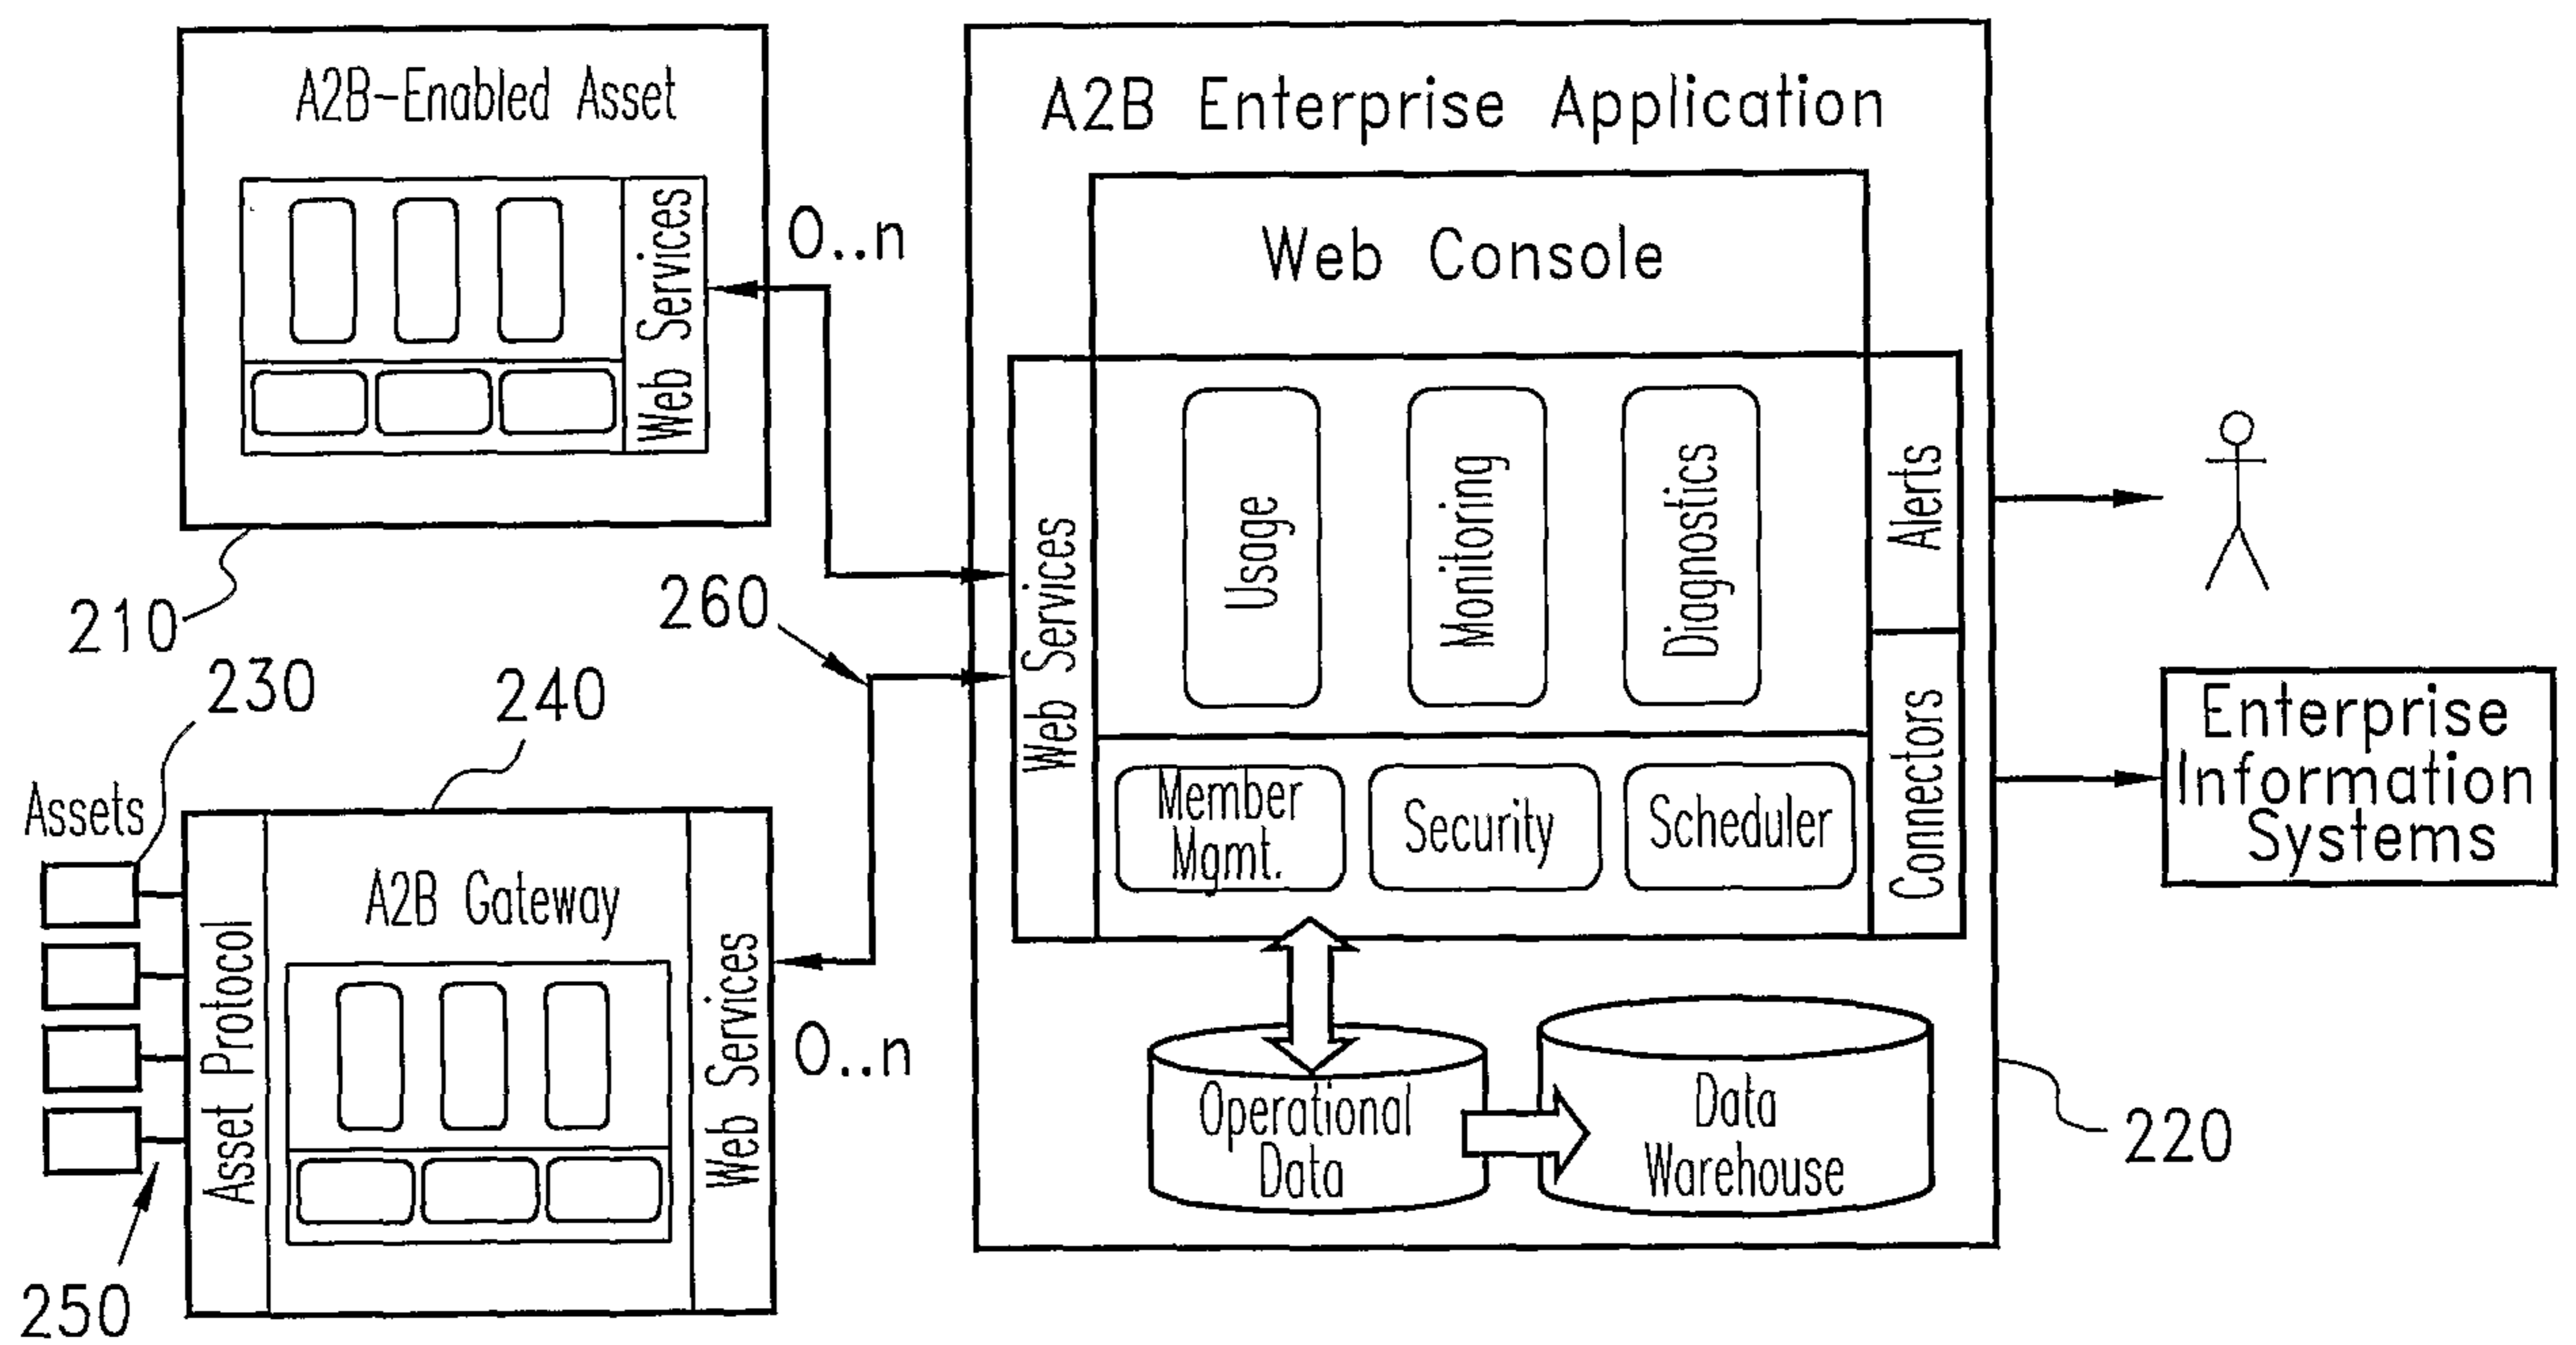 A2B-Enabled Asset
Web Services
0..n
210
230
240
260
Assets
Asset Protocol
A2B Gateway
Web Services
0..n
250
A2B Enterprise Application
Web Console
Web Services
Usage
Monitoring
Diagnostics
Alerts
Connectors
Member
Mgmt.
Security
Scheduler
Operational
Data
Data
Warehouse
Enterprise
Information
Systems
220